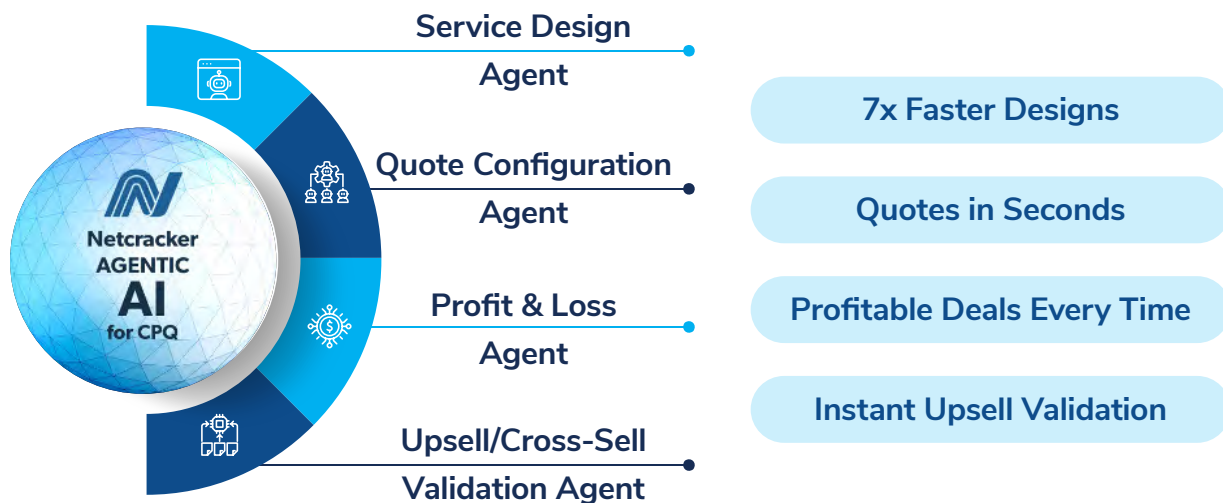 Netcracker
AGENTIC
AI
for CPQ
Service Design
Agent
Quote Configuration
Agent
Profit & Loss
Agent
Upsell/Cross-Sell
Validation Agent
7x Faster Designs
Quotes in Seconds
Profitable Deals Every Time
Instant Upsell Validation